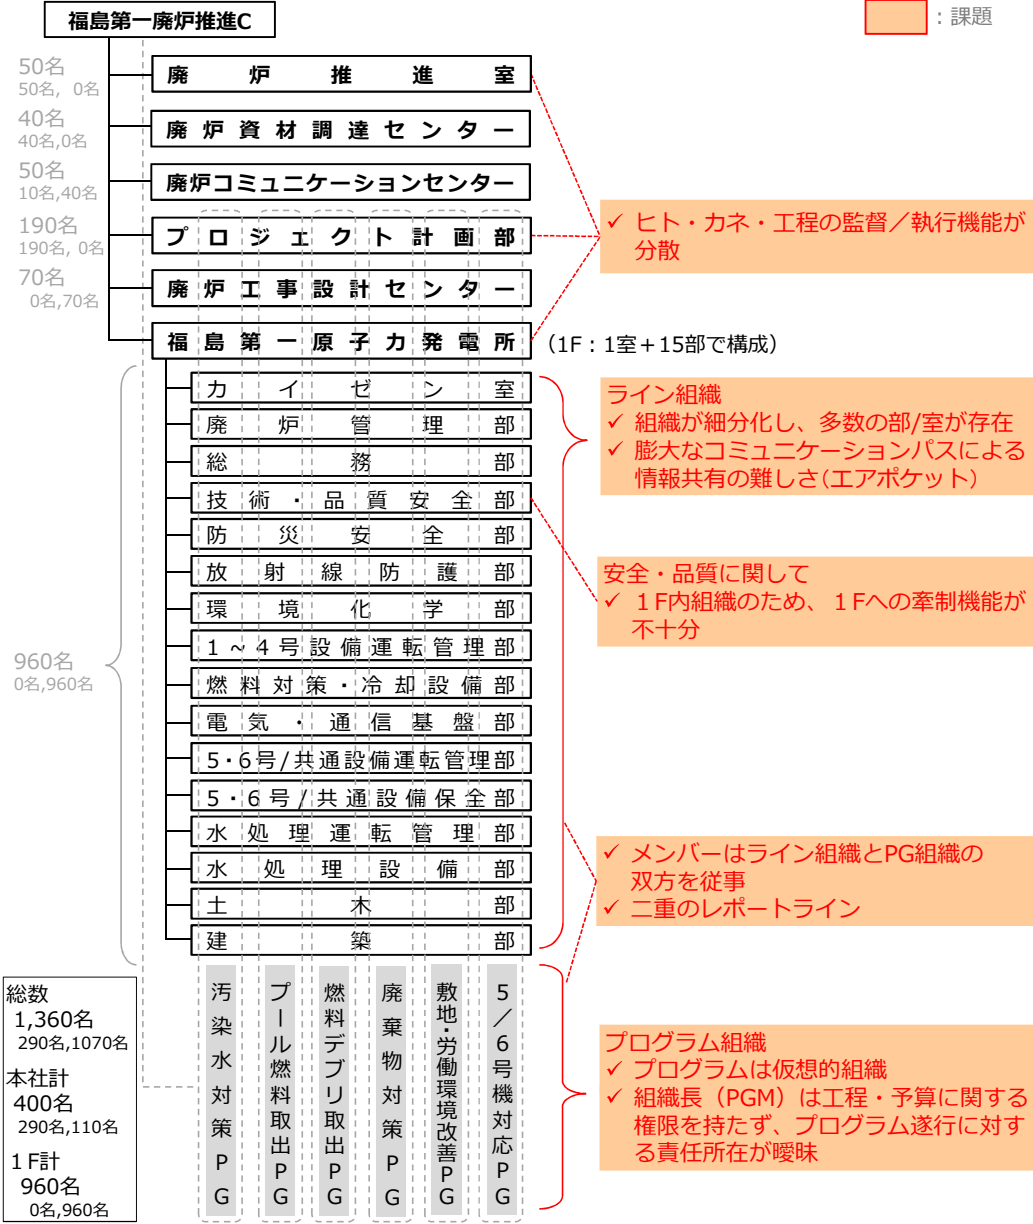 福島第一廃炉推進C
：課題
50名
50名，0名
廃炉推進室
40名
40名,0名
廃炉資材調達センター
50名
10名,40名
廃炉コミュニケーションセンター
190名
190名，0名
プロジェクト計画部
70名
0名,70名
廃炉工事設計センター
福島第一原子力発電所
（1F：1室＋15部で構成）
✓ ヒト・カネ・工程の監督／執行機能が
分散
カイゼン室
廃炉管理部
総務部
技術・品質安全部
防災安全部
放射線防護部
環境化学部
1～4号設備運転管理部
燃料対策・冷却設備部
電気・通信基盤部
5・6号/共通設備運転管理部
5・6号/共通設備保全部
水処理運転管理部
水処理設備部
土木部
建築部
960名
0名,960名
ライン組織
✓ 組織が細分化し、多数の部/室が存在
✓ 膨大なコミュニケーションパスによる
情報共有の難しさ(エアポケット)
安全・品質に関して
✓ １F内組織のため、１Fへの牽制機能が
不十分
✓ メンバーはライン組織とPG組織の
双方を従事
✓ 二重のレポートライン
汚染水対策PG
プール燃料取出PG
燃料デブリ取出PG
廃棄物対策PG
敷地・労働環境改善PG
5／6号機対応PG
プログラム組織
✓ プログラムは仮想的組織
✓ 組織長（PGM）は工程・予算に関する
権限を持たず、プログラム遂行に対す
る責任所在が曖昧
総数
1,360名
290名,1070名
本社計
400名
290名,110名
１F計
960名
0名,960名